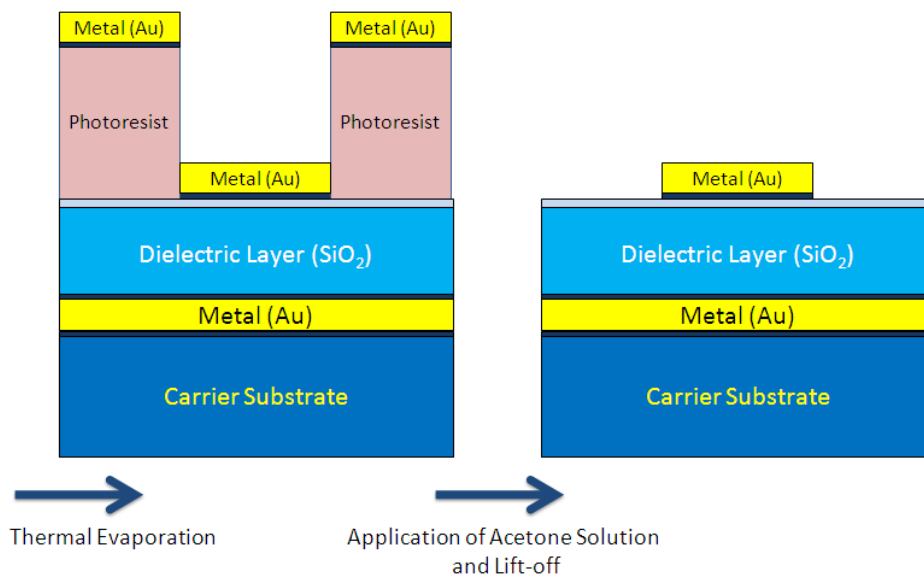 Metal (Au)
Metal (Au)
Photoresist
Photoresist
Metal (Au)
Metal (Au)
Dielectric Layer (SiO₂)
Dielectric Layer (SiO₂)
Metal (Au)
Metal (Au)
Carrier Substrate
Carrier Substrate
Thermal Evaporation
Application of Acetone Solution
and Lift-off